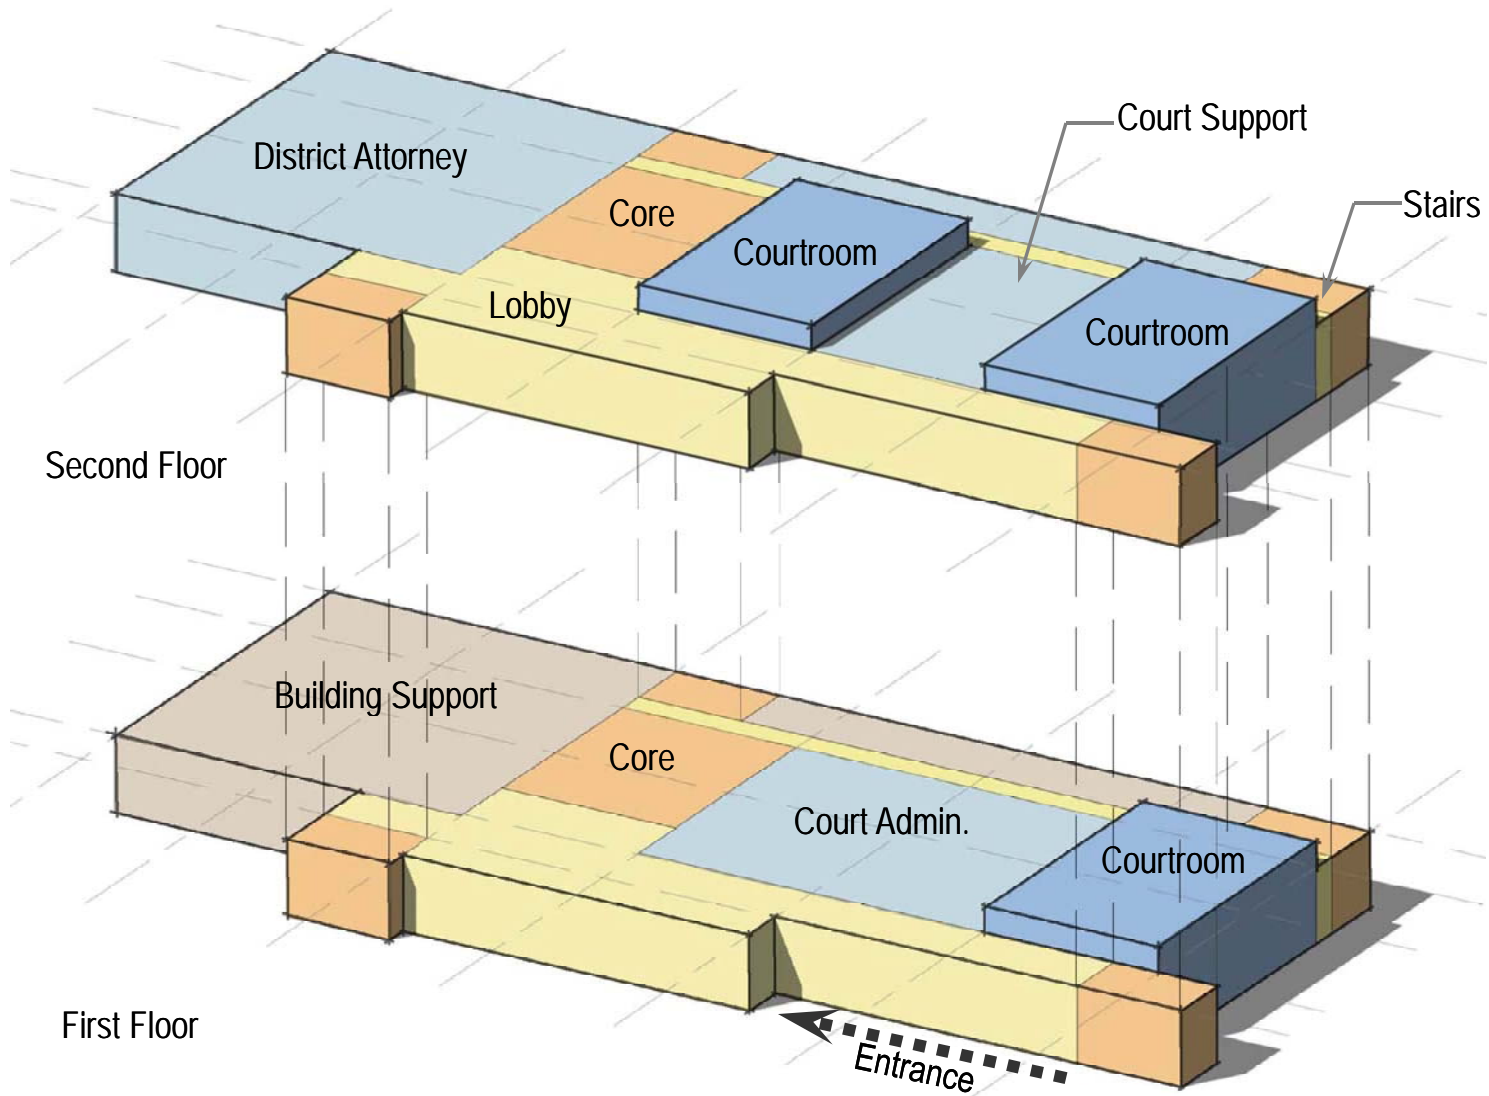 Court Support
District Attorney
Stairs
Core
Courtroom
Lobby
Courtroom
Second Floor
Building Support
Core
Court Admin.
Courtroom
First Floor
Entrance